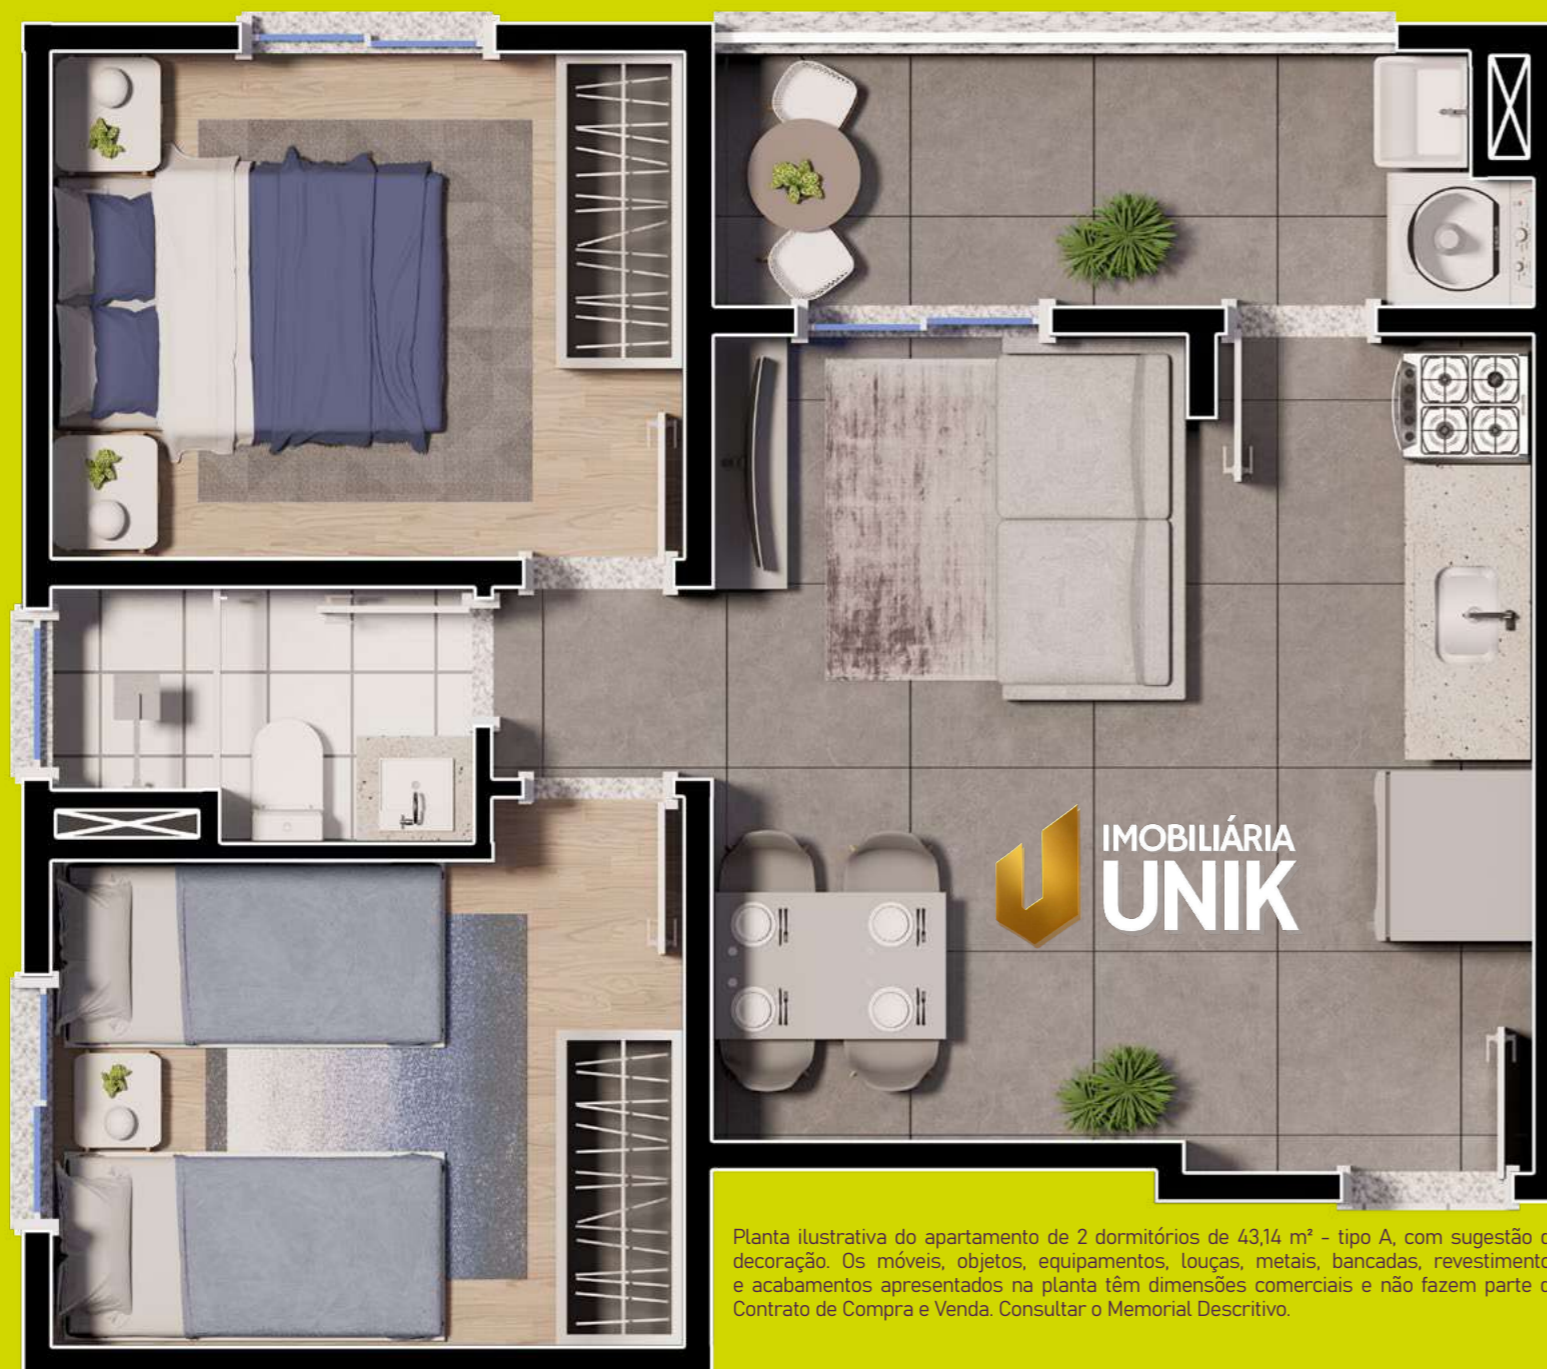 IMOBILIÁRIA
UNIK
Planta ilustrativa do apartamento de 2 dormitórios de 43,14 m² - tipo A, com sugestão
decoração. Os móveis, objetos, equipamentos, louças, metais, bancadas, revestimento
e acabamentos apresentados na planta têm dimensões comerciais e não fazem parte
Contrato de Compra e Venda. Consultar o Memorial Descritivo.